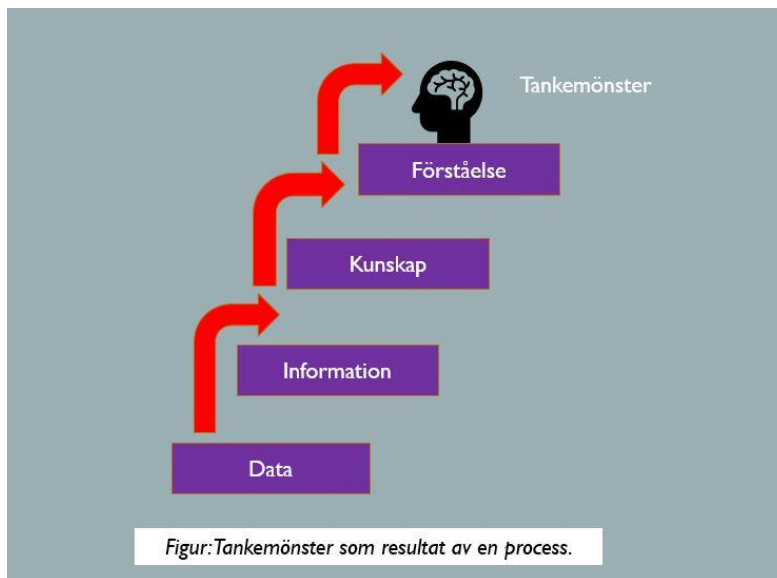 Tankemönster
Förståelse
Kunskap
Information
Data
Figur: Tankemönster som resultat av en process.